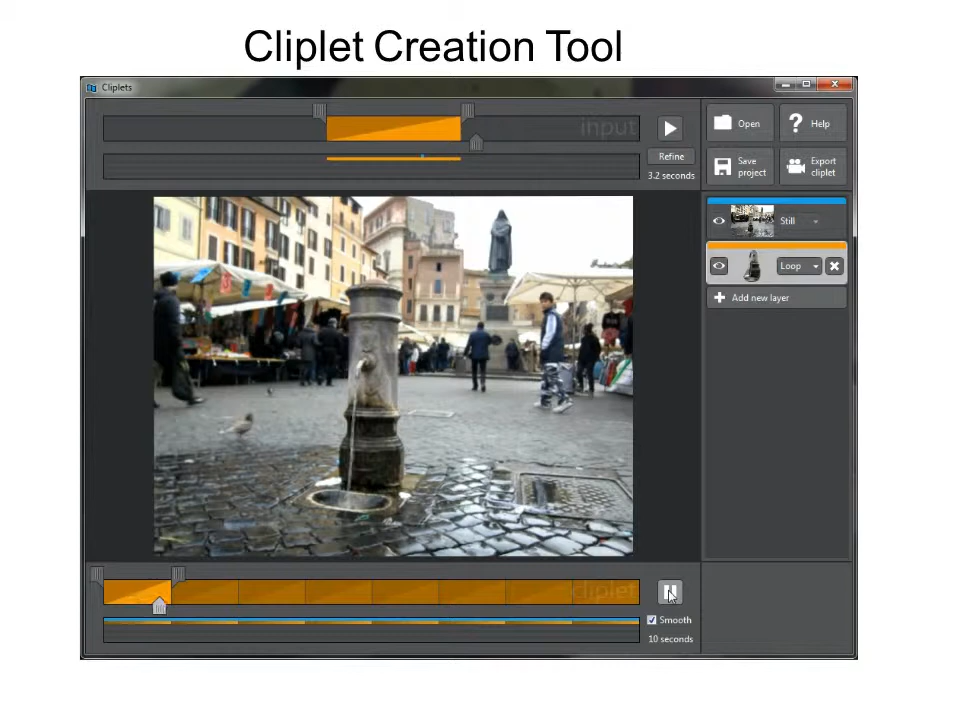 Cliplet Creation Tool
Cliplets
input
Open
Help
Refine
3.2 seconds
Save
project
Export
cliplet
Still
Loop
Add new layer
cliplet
Smooth
10 seconds